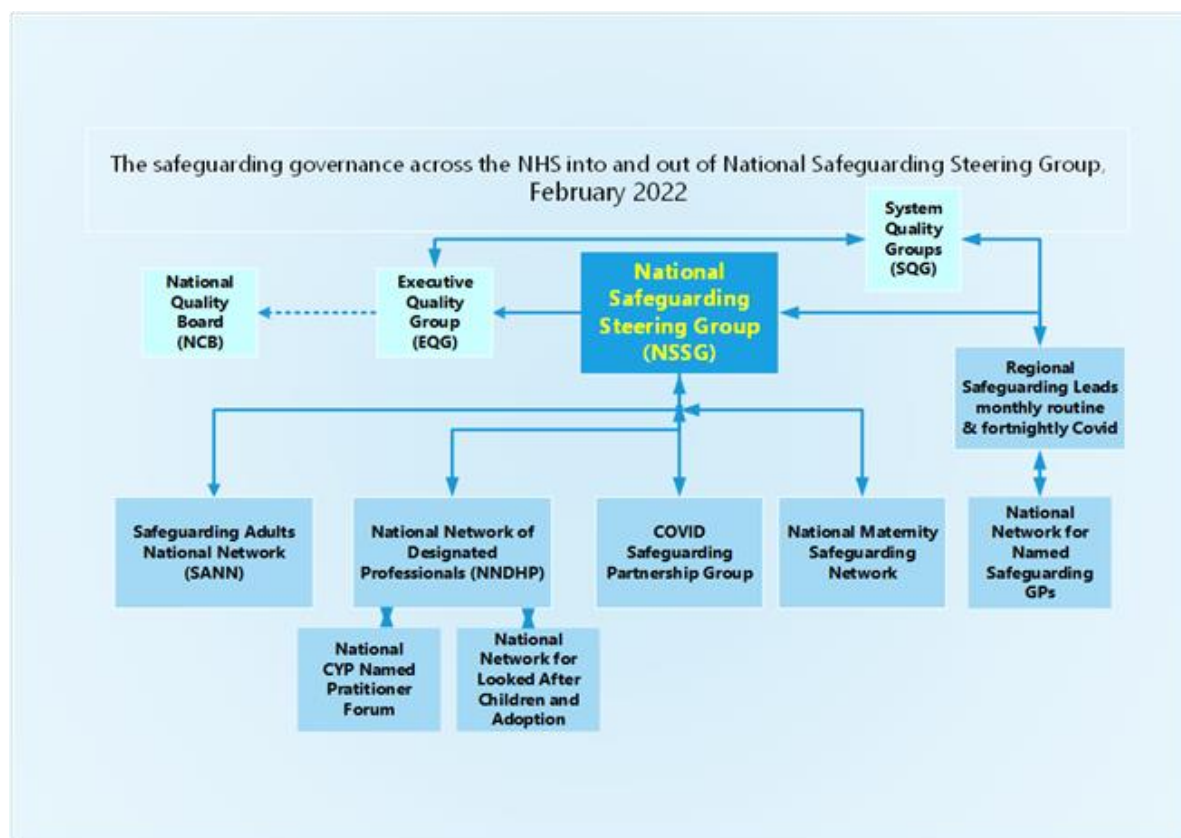 The safeguarding governance across the NHS into and out of National Safeguarding Steering Group,
February 2022
System
Quality
Groups
(SQG)
National
Quality
Board
(NCB)
Executive
Quality
Group
(EQG)
National
Safeguarding
Steering Group
(NSSG)
Regional
Safeguarding Leads
monthly routine
& fortnightly Covid
Safeguarding Adults
National Network
(SANN)
National Network of
Designated
Professionals (NNDHP)
COVID
Safeguarding
Partnership Group
National Maternity
Safeguarding
Network
National
Network for
Named
Safeguarding
GPs
National
CYP Named
Pratitioner
Forum
National
Network for
Looked After
Children and
Adoption